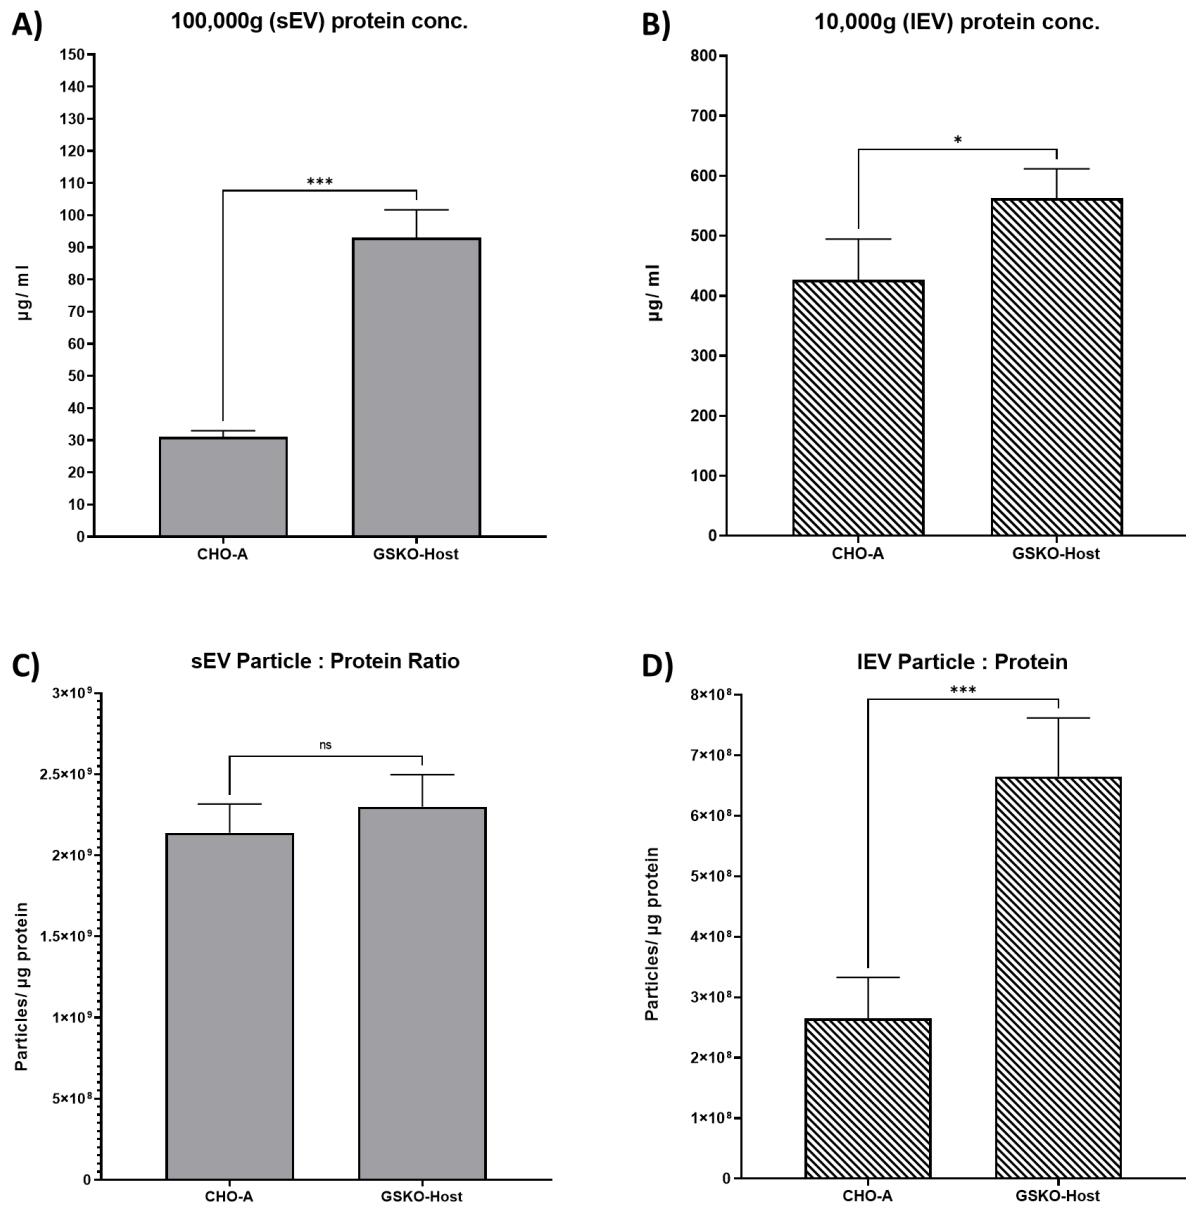 A)
100,000g (sEV) protein conc.
150
140
130
120
110
100
90
80
70
60
50
40
30
20
10
0
µg/ ml
***
CHO-A
GSKO-Host
B)
10,000g (lEV) protein conc.
800
700
600
500
400
300
200
100
0
µg/ ml
*
CHO-A
GSKO-Host
C)
sEV Particle : Protein Ratio
3×10⁹
2.5×10⁹
2×10⁹
1.5×10⁹
1×10⁹
5×10⁸
0
Particles/ µg protein
ns
CHO-A
GSKO-Host
D)
lEV Particle : Protein
8×10⁸
7×10⁸
6×10⁸
5×10⁸
4×10⁸
3×10⁸
2×10⁸
1×10⁸
0
Particles/ µg protein
***
CHO-A
GSKO-Host